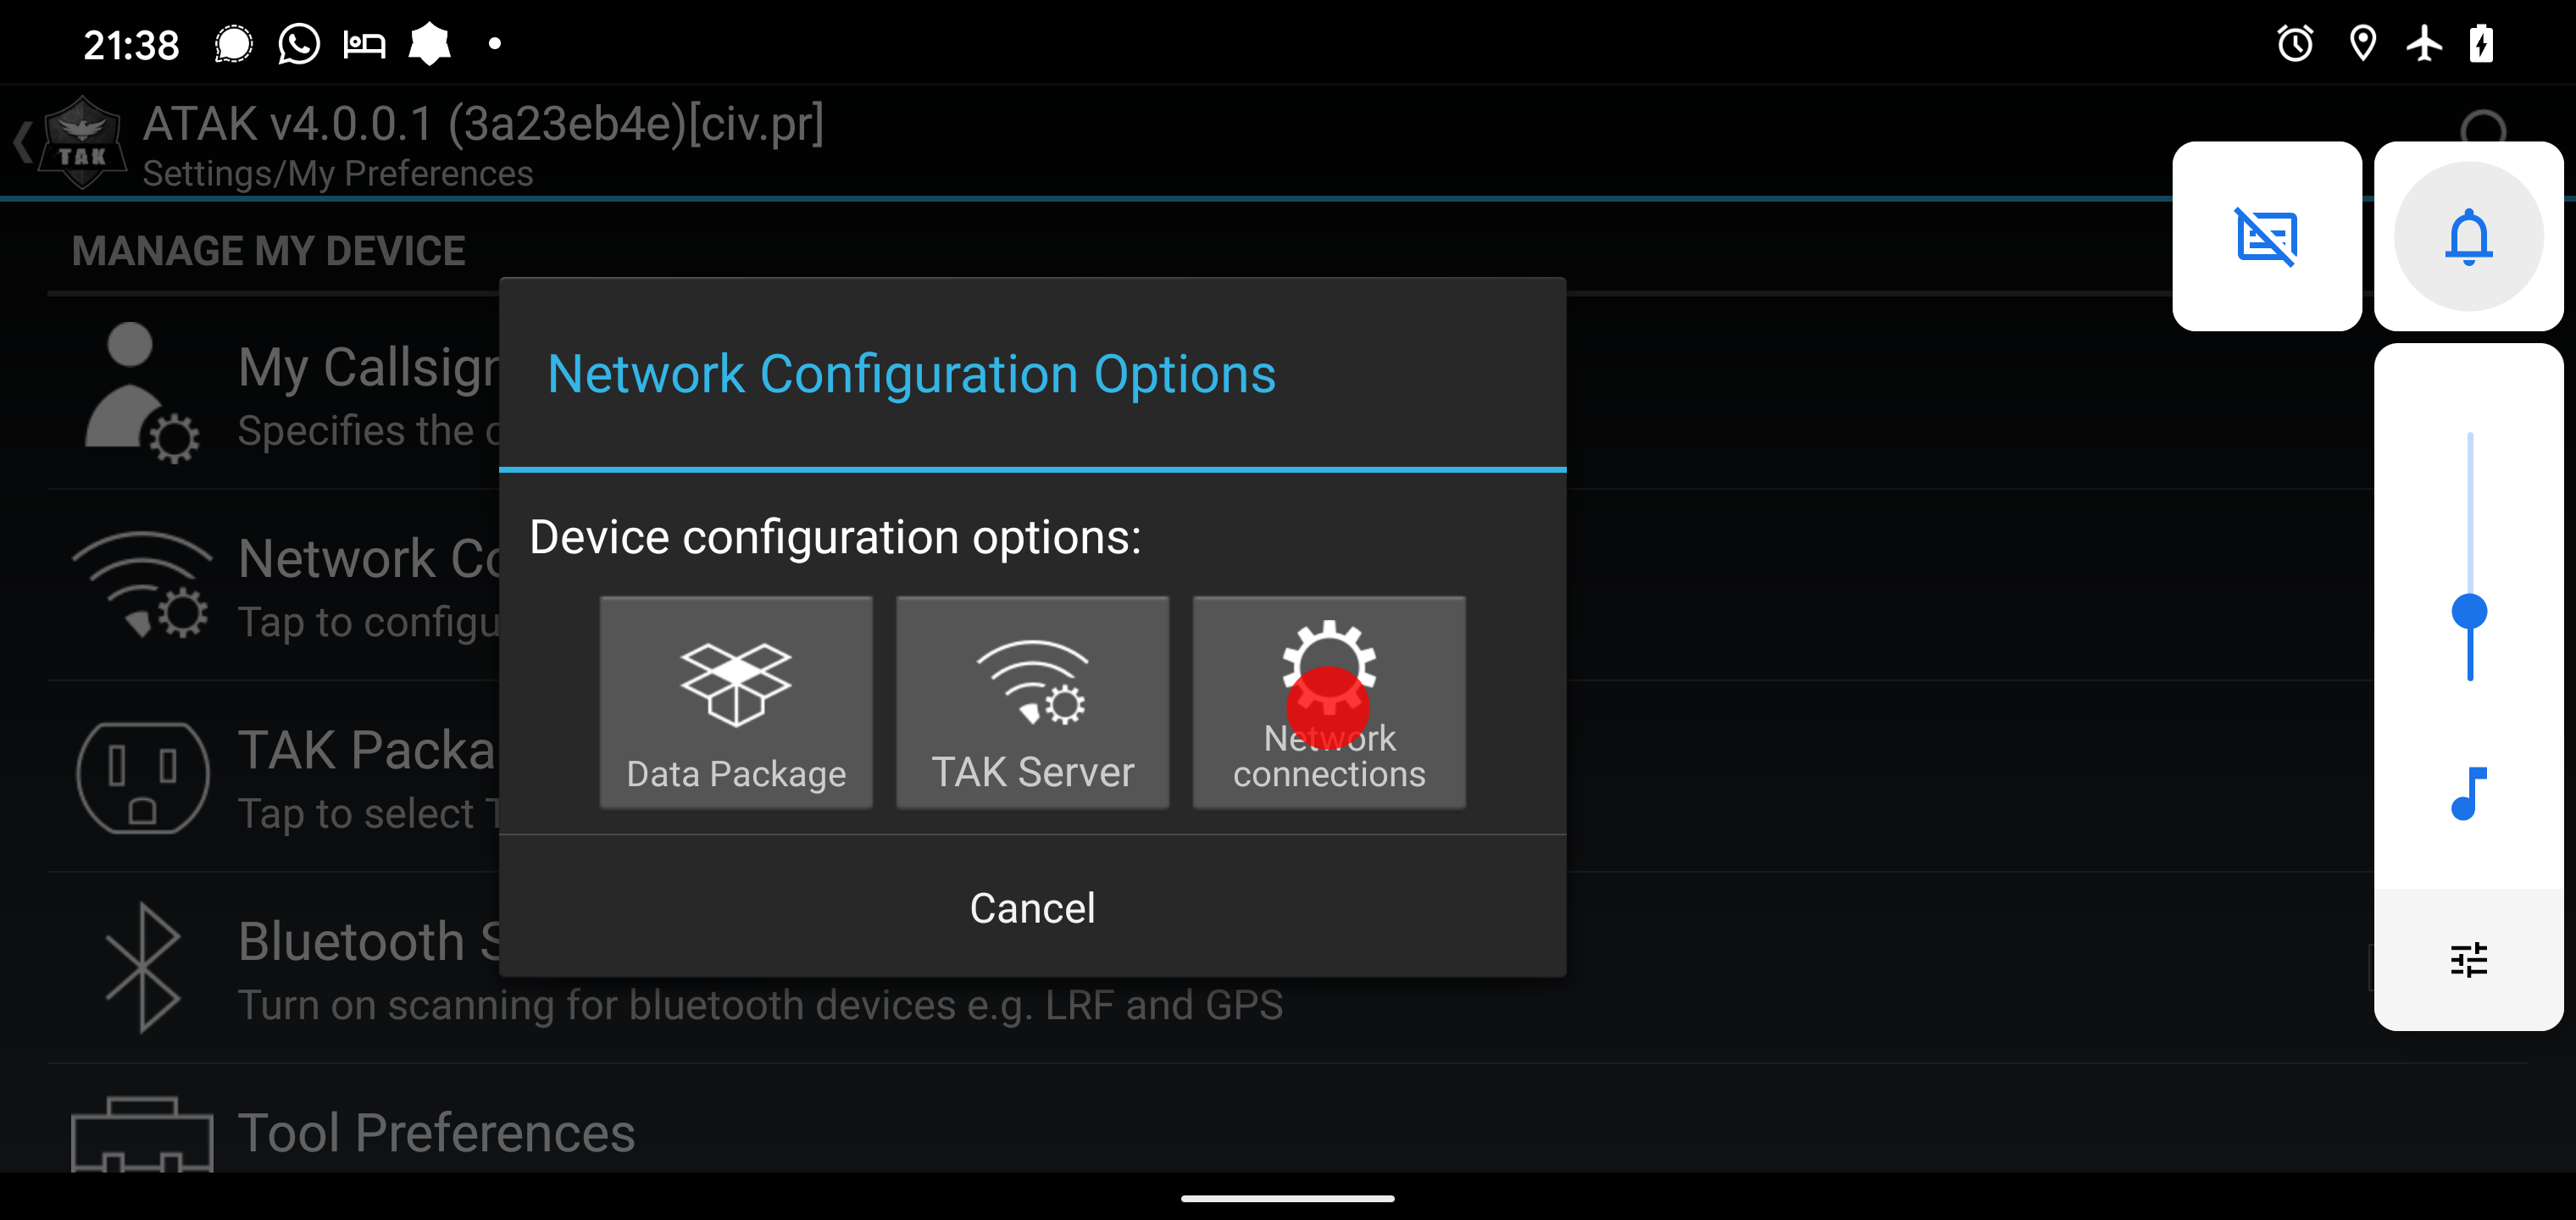 21:38
ATAK v4.0.0.1 (3a23eb4e)[civ.pr]
TAK
Settings/My Preferences
MANAGE MY DEVICE
My Callsign
Specifies the c
Network Configuration Options
Network Co
Tap to configu
Device configuration options:
Data Package
TAK Server
Network
connections
TAK Packa
Tap to select T
Cancel
Bluetooth S
Turn on scanning for bluetooth devices e.g. LRF and GPS
Tool Preferences